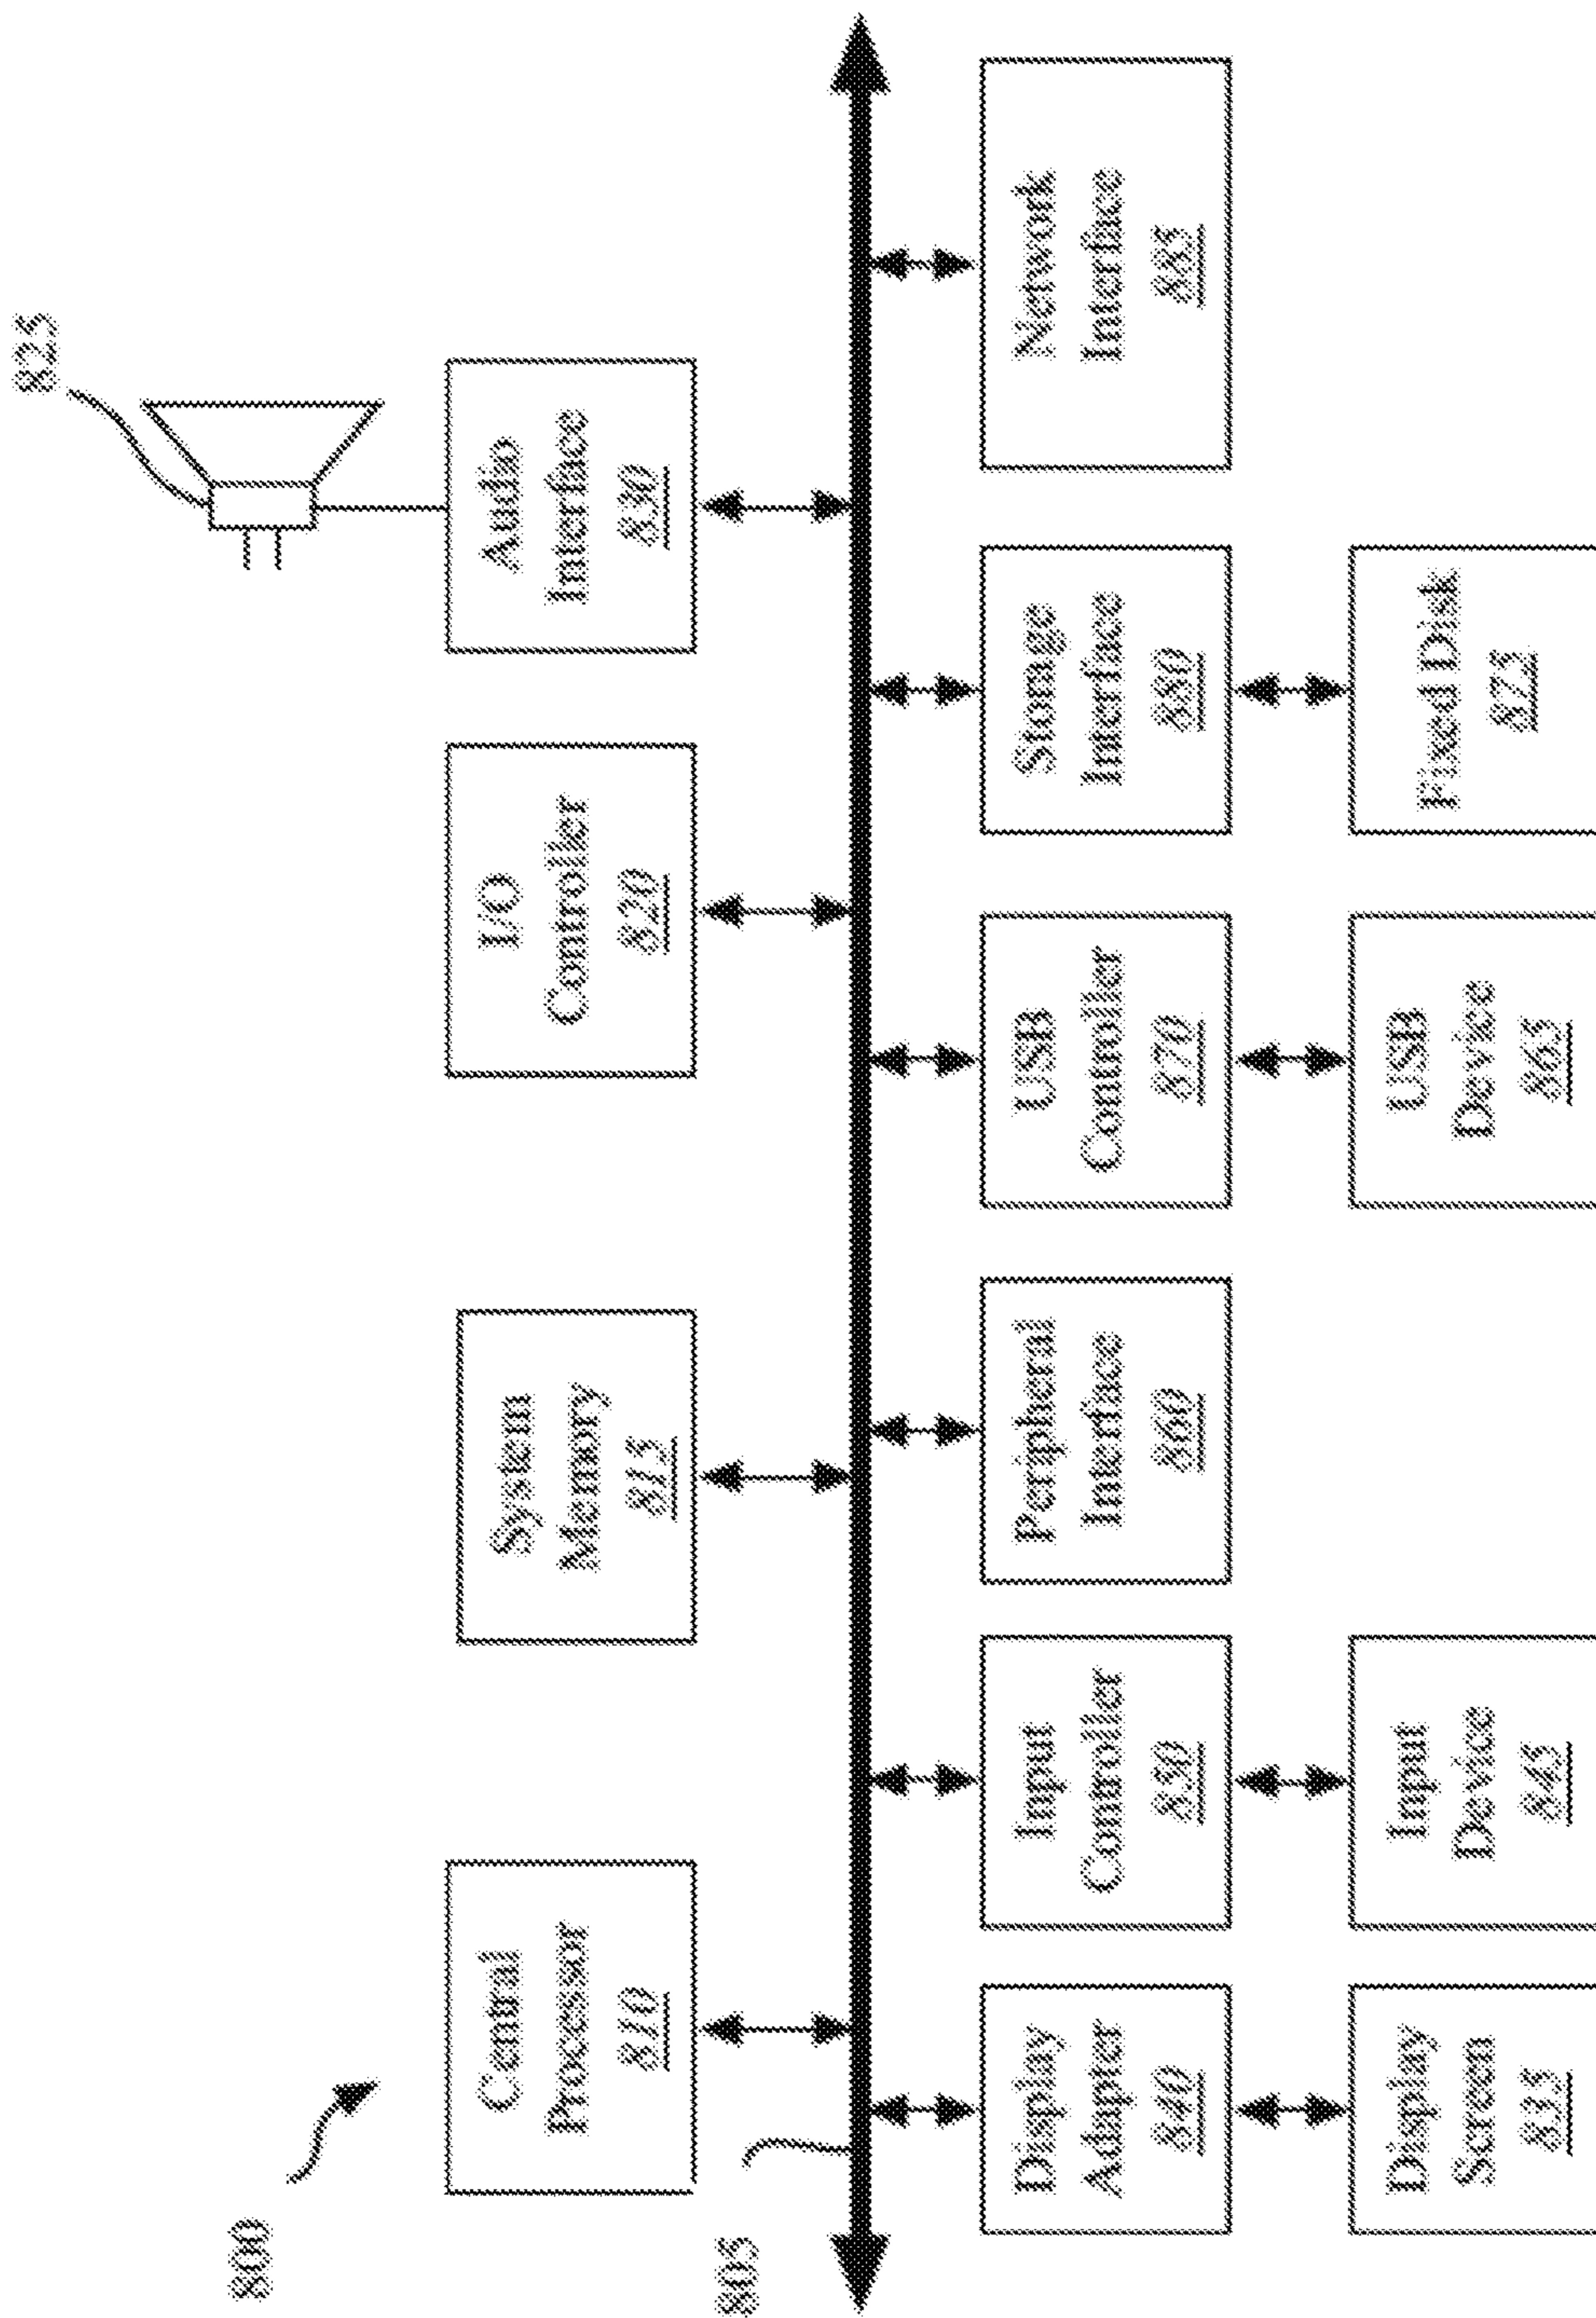 800
825
Central
Processor
810
System
Memory
815
I/O
Controller
820
Audio
Interface
830
805
Display
Adapter
840
Input
Controller
850
Peripheral
Interface
860
USB
Controller
870
Storage
Interface
880
Network
Interface
885
Display
Screen
835
Input
Device
845
USB
Device
865
Fixed Disk
875